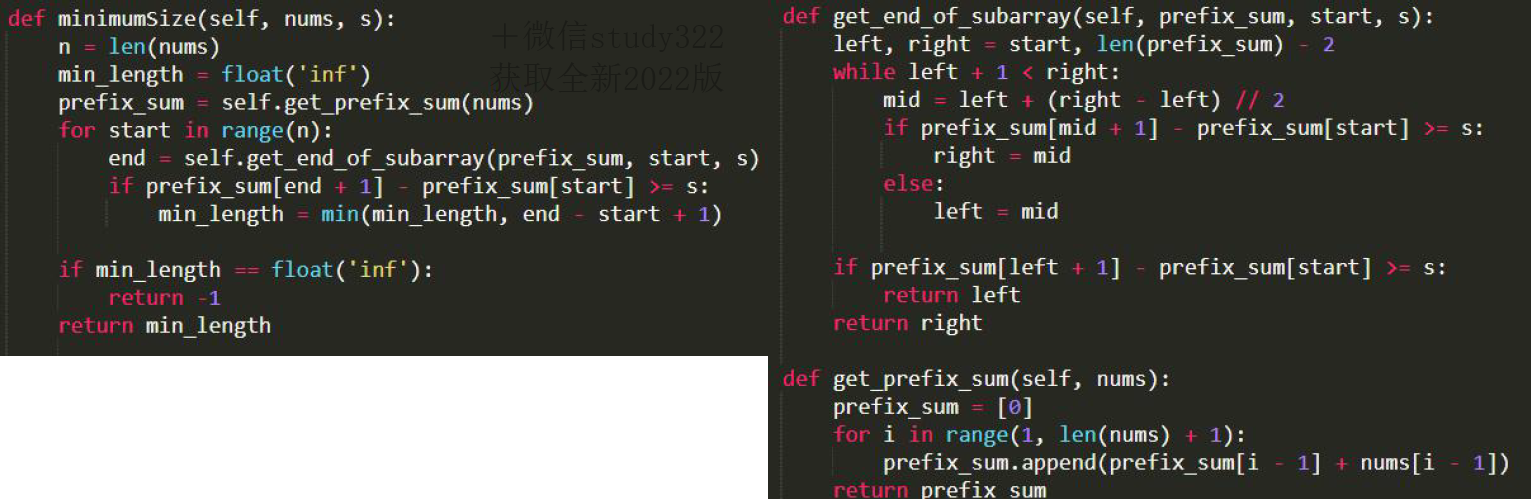 def minimumSize(self, nums, s):
    n = len(nums)
    min_length = float('inf')
    prefix_sum = self.get_prefix_sum(nums)
    for start in range(n):
        end = self.get_end_of_subarray(prefix_sum, start, s)
        if prefix_sum[end + 1] - prefix_sum[start] >= s:
            min_length = min(min_length, end - start + 1)
    if min_length == float('inf'):
        return -1
    return min_length
十微信study322
获取全新2022版
def get_end_of_subarray(self, prefix_sum, start, s):
    left, right = start, len(prefix_sum) - 2
    while left + 1 < right:
        mid = left + (right - left) // 2
        if prefix_sum[mid + 1] - prefix_sum[start] >= s:
            right = mid
        else:
            left = mid
    if prefix_sum[left + 1] - prefix_sum[start] >= s:
        return left
    return right
def get_prefix_sum(self, nums):
    prefix_sum = [0]
    for i in range(1, len(nums) + 1):
        prefix_sum.append(prefix_sum[i - 1] + nums[i - 1])
    return prefix_sum